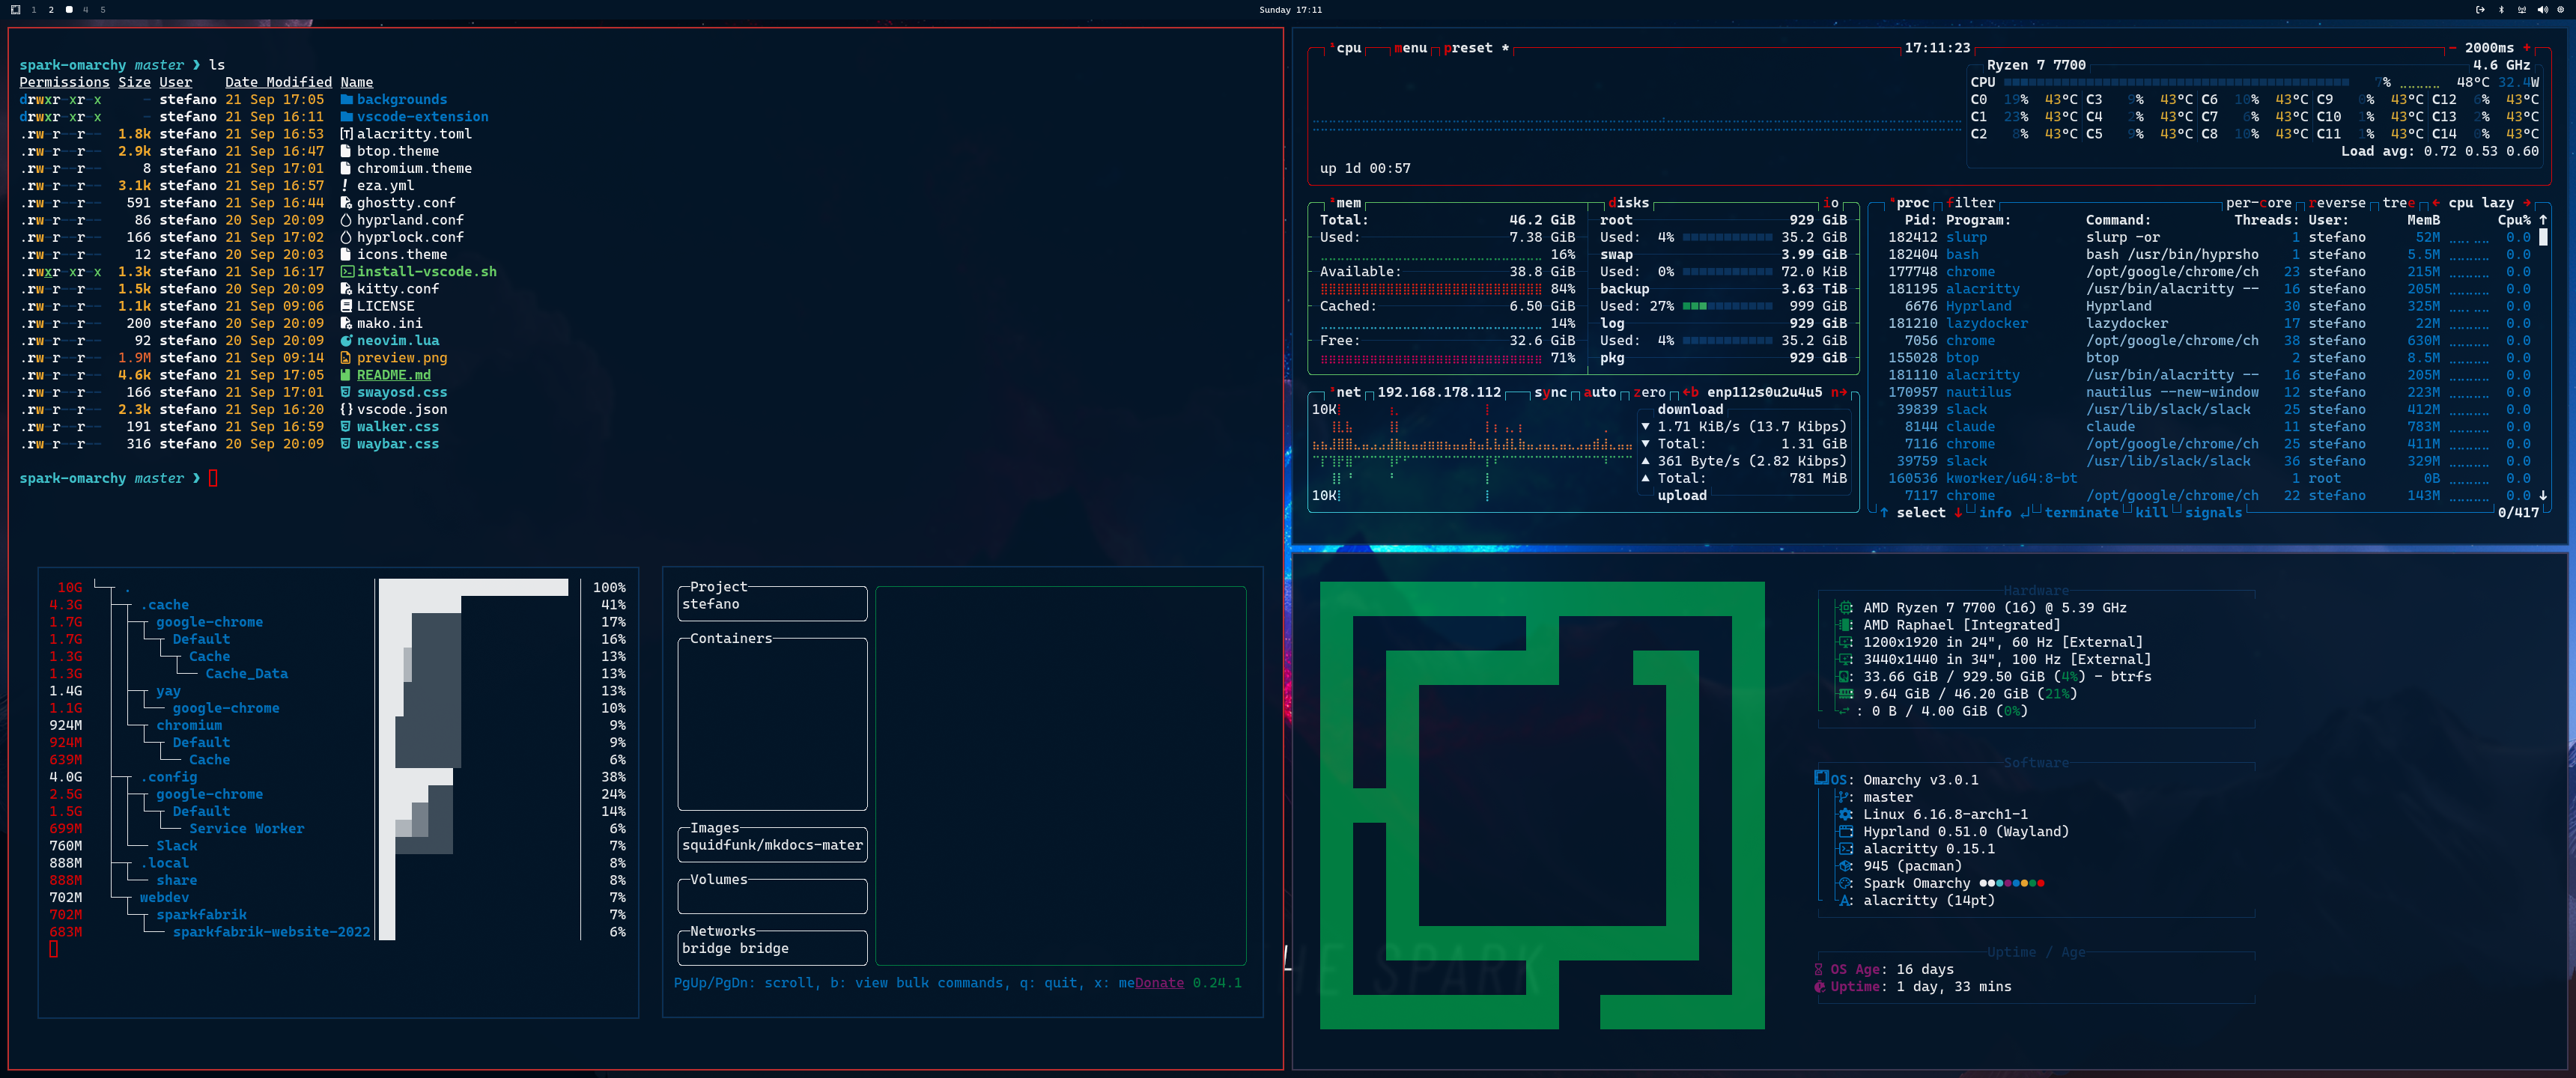 1 2 4 5
Sunday 17:11
spark-omarchy master ❯ ls
Permissions Size User Date Modified Name
drwxr-xr-x - stefano 21 Sep 17:05 backgrounds
drwxr-xr-x - stefano 21 Sep 16:11 vscode-extension
.rw-r--r-- 1.8k stefano 21 Sep 16:53 alacritty.toml
.rw-r--r-- 2.9k stefano 21 Sep 16:47 btop.theme
.rw-r--r-- 8 stefano 21 Sep 17:01 chromium.theme
.rw-r--r-- 3.1k stefano 21 Sep 16:57 eza.yml
.rw-r--r-- 591 stefano 21 Sep 16:44 ghostty.conf
.rw-r--r-- 86 stefano 20 Sep 20:09 hyprland.conf
.rw-r--r-- 166 stefano 21 Sep 17:02 hyprlock.conf
.rw-r--r-- 12 stefano 20 Sep 20:03 icons.theme
.rwxr-xr-x 1.3k stefano 21 Sep 16:17 install-vscode.sh
.rw-r--r-- 1.5k stefano 20 Sep 20:09 kitty.conf
.rw-r--r-- 1.1k stefano 21 Sep 09:06 LICENSE
.rw-r--r-- 200 stefano 20 Sep 20:09 mako.ini
.rw-r--r-- 92 stefano 20 Sep 20:09 neovim.lua
.rw-r--r-- 1.9M stefano 21 Sep 09:14 preview.png
.rw-r--r-- 4.6k stefano 21 Sep 17:05 README.md
.rw-r--r-- 166 stefano 21 Sep 17:01 swayosd.css
.rw-r--r-- 2.3k stefano 21 Sep 16:20 vscode.json
.rw-r--r-- 191 stefano 21 Sep 16:59 walker.css
.rw-r--r-- 316 stefano 20 Sep 20:09 waybar.css
spark-omarchy master ❯
10G . 100%
4.3G .cache 41%
1.7G google-chrome 17%
1.7G Default 16%
1.3G Cache 13%
1.3G Cache_Data 13%
1.4G yay 13%
1.1G google-chrome 10%
924M chromium 9%
924M Default 9%
639M Cache 6%
4.0G .config 38%
2.5G google-chrome 24%
1.5G Default 14%
699M Service Worker 6%
760M Slack 7%
888M .local 8%
888M share 8%
702M webdev 7%
702M sparkfabrik 7%
683M sparkfabrik-website-2022 6%
Project
stefano
Containers
Images
squidfunk/mkdocs-mater
Volumes
Networks
bridge bridge
PgUp/PgDn: scroll, b: view bulk commands, q: quit, x: meDonate 0.24.1
¹cpu menu preset * 17:11:23 - 2000ms +
Ryzen 7 7700 4.6 GHz
CPU 7% 48°C 32.4W
C0 19% 43°C C3 9% 43°C C6 10% 43°C C9 0% 43°C C12 6% 43°C
C1 23% 43°C C4 2% 43°C C7 6% 43°C C10 1% 43°C C13 2% 43°C
C2 8% 43°C C5 9% 43°C C8 10% 43°C C11 1% 43°C C14 0% 43°C
Load avg: 0.72 0.53 0.60
up 1d 00:57
²mem
Total: 46.2 GiB
Used: 7.38 GiB
16%
Available: 38.8 GiB
84%
Cached: 6.50 GiB
14%
Free: 32.6 GiB
71%
disks io
root 929 GiB
Used: 4% 35.2 GiB
swap 3.99 GiB
Used: 0% 72.0 KiB
backup 3.63 TiB
Used: 27% 999 GiB
log 929 GiB
Used: 4% 35.2 GiB
pkg 929 GiB
³net 192.168.178.112 sync auto zero ←b enp112s0u2u4u5 n→
10K
download
▼ 1.71 KiB/s (13.7 Kibps)
▼ Total: 1.31 GiB
▲ 361 Byte/s (2.82 Kibps)
▲ Total: 781 MiB
upload
10K
⁴proc filter per-core reverse tree ← cpu lazy →
Pid: Program: Command: Threads: User: MemB Cpu% ↑
182412 slurp slurp -or 1 stefano 52M 0.0
182404 bash bash /usr/bin/hyprsho 1 stefano 5.5M 0.0
177748 chrome /opt/google/chrome/ch 23 stefano 215M 0.0
181195 alacritty /usr/bin/alacritty -- 16 stefano 205M 0.0
6676 Hyprland Hyprland 30 stefano 325M 0.0
181210 lazydocker lazydocker 17 stefano 22M 0.0
7056 chrome /opt/google/chrome/ch 38 stefano 630M 0.0
155028 btop btop 2 stefano 8.5M 0.0
181110 alacritty /usr/bin/alacritty -- 16 stefano 205M 0.0
170957 nautilus nautilus --new-window 12 stefano 223M 0.0
39839 slack /usr/lib/slack/slack 25 stefano 412M 0.0
8144 claude claude 11 stefano 783M 0.0
7116 chrome /opt/google/chrome/ch 25 stefano 411M 0.0
39759 slack /usr/lib/slack/slack 36 stefano 329M 0.0
160536 kworker/u64:8-bt 1 root 0B 0.0
7117 chrome /opt/google/chrome/ch 22 stefano 143M 0.0 ↓
↑ select ↓ info ↵ terminate kill signals 0/417
Hardware
: AMD Ryzen 7 7700 (16) @ 5.39 GHz
: AMD Raphael [Integrated]
: 1200x1920 in 24", 60 Hz [External]
: 3440x1440 in 34", 100 Hz [External]
: 33.66 GiB / 929.50 GiB (4%) - btrfs
: 9.64 GiB / 46.20 GiB (21%)
: 0 B / 4.00 GiB (0%)
Software
OS: Omarchy v3.0.1
: master
: Linux 6.16.8-arch1-1
: Hyprland 0.51.0 (Wayland)
: alacritty 0.15.1
: 945 (pacman)
: Spark Omarchy
: alacritty (14pt)
Uptime / Age
OS Age: 16 days
Uptime: 1 day, 33 mins
HE SPARK